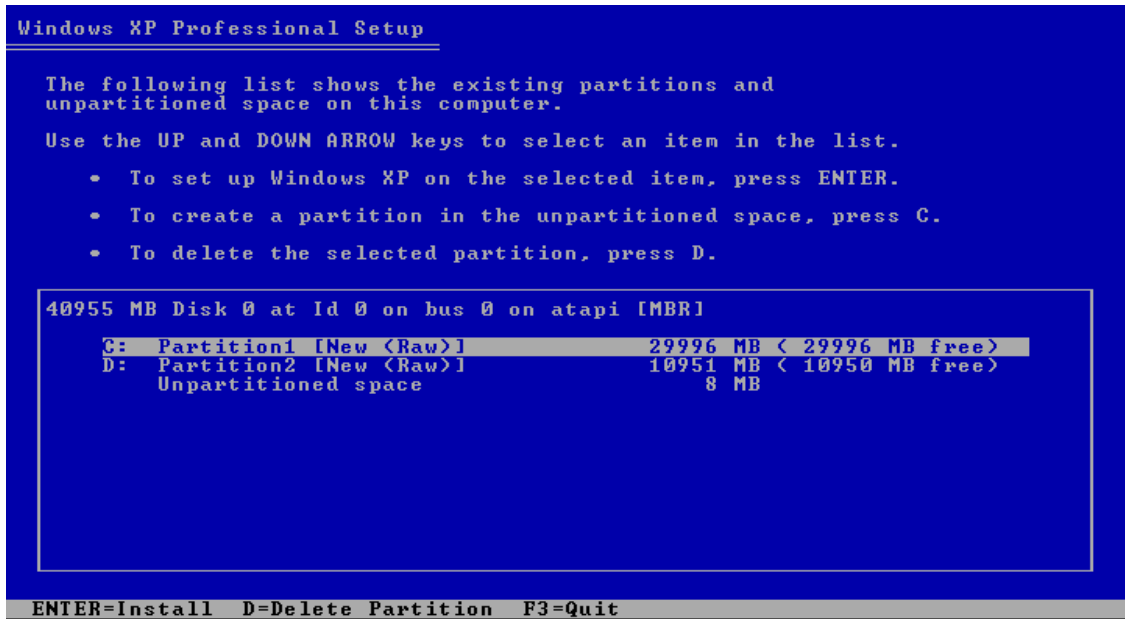 Windows XP Professional Setup
The following list shows the existing partitions and
unpartitioned space on this computer.
Use the UP and DOWN ARROW keys to select an item in the list.
• To set up Windows XP on the selected item, press ENTER.
• To create a partition in the unpartitioned space, press C.
• To delete the selected partition, press D.
40955 MB Disk 0 at Id 0 on bus 0 on atapi [MBR]
C: Partition1 [New (Raw)] 29996 MB ( 29996 MB free)
D: Partition2 [New (Raw)] 10951 MB ( 10950 MB free)
Unpartitioned space 8 MB
ENTER=Install D=Delete Partition F3=Quit